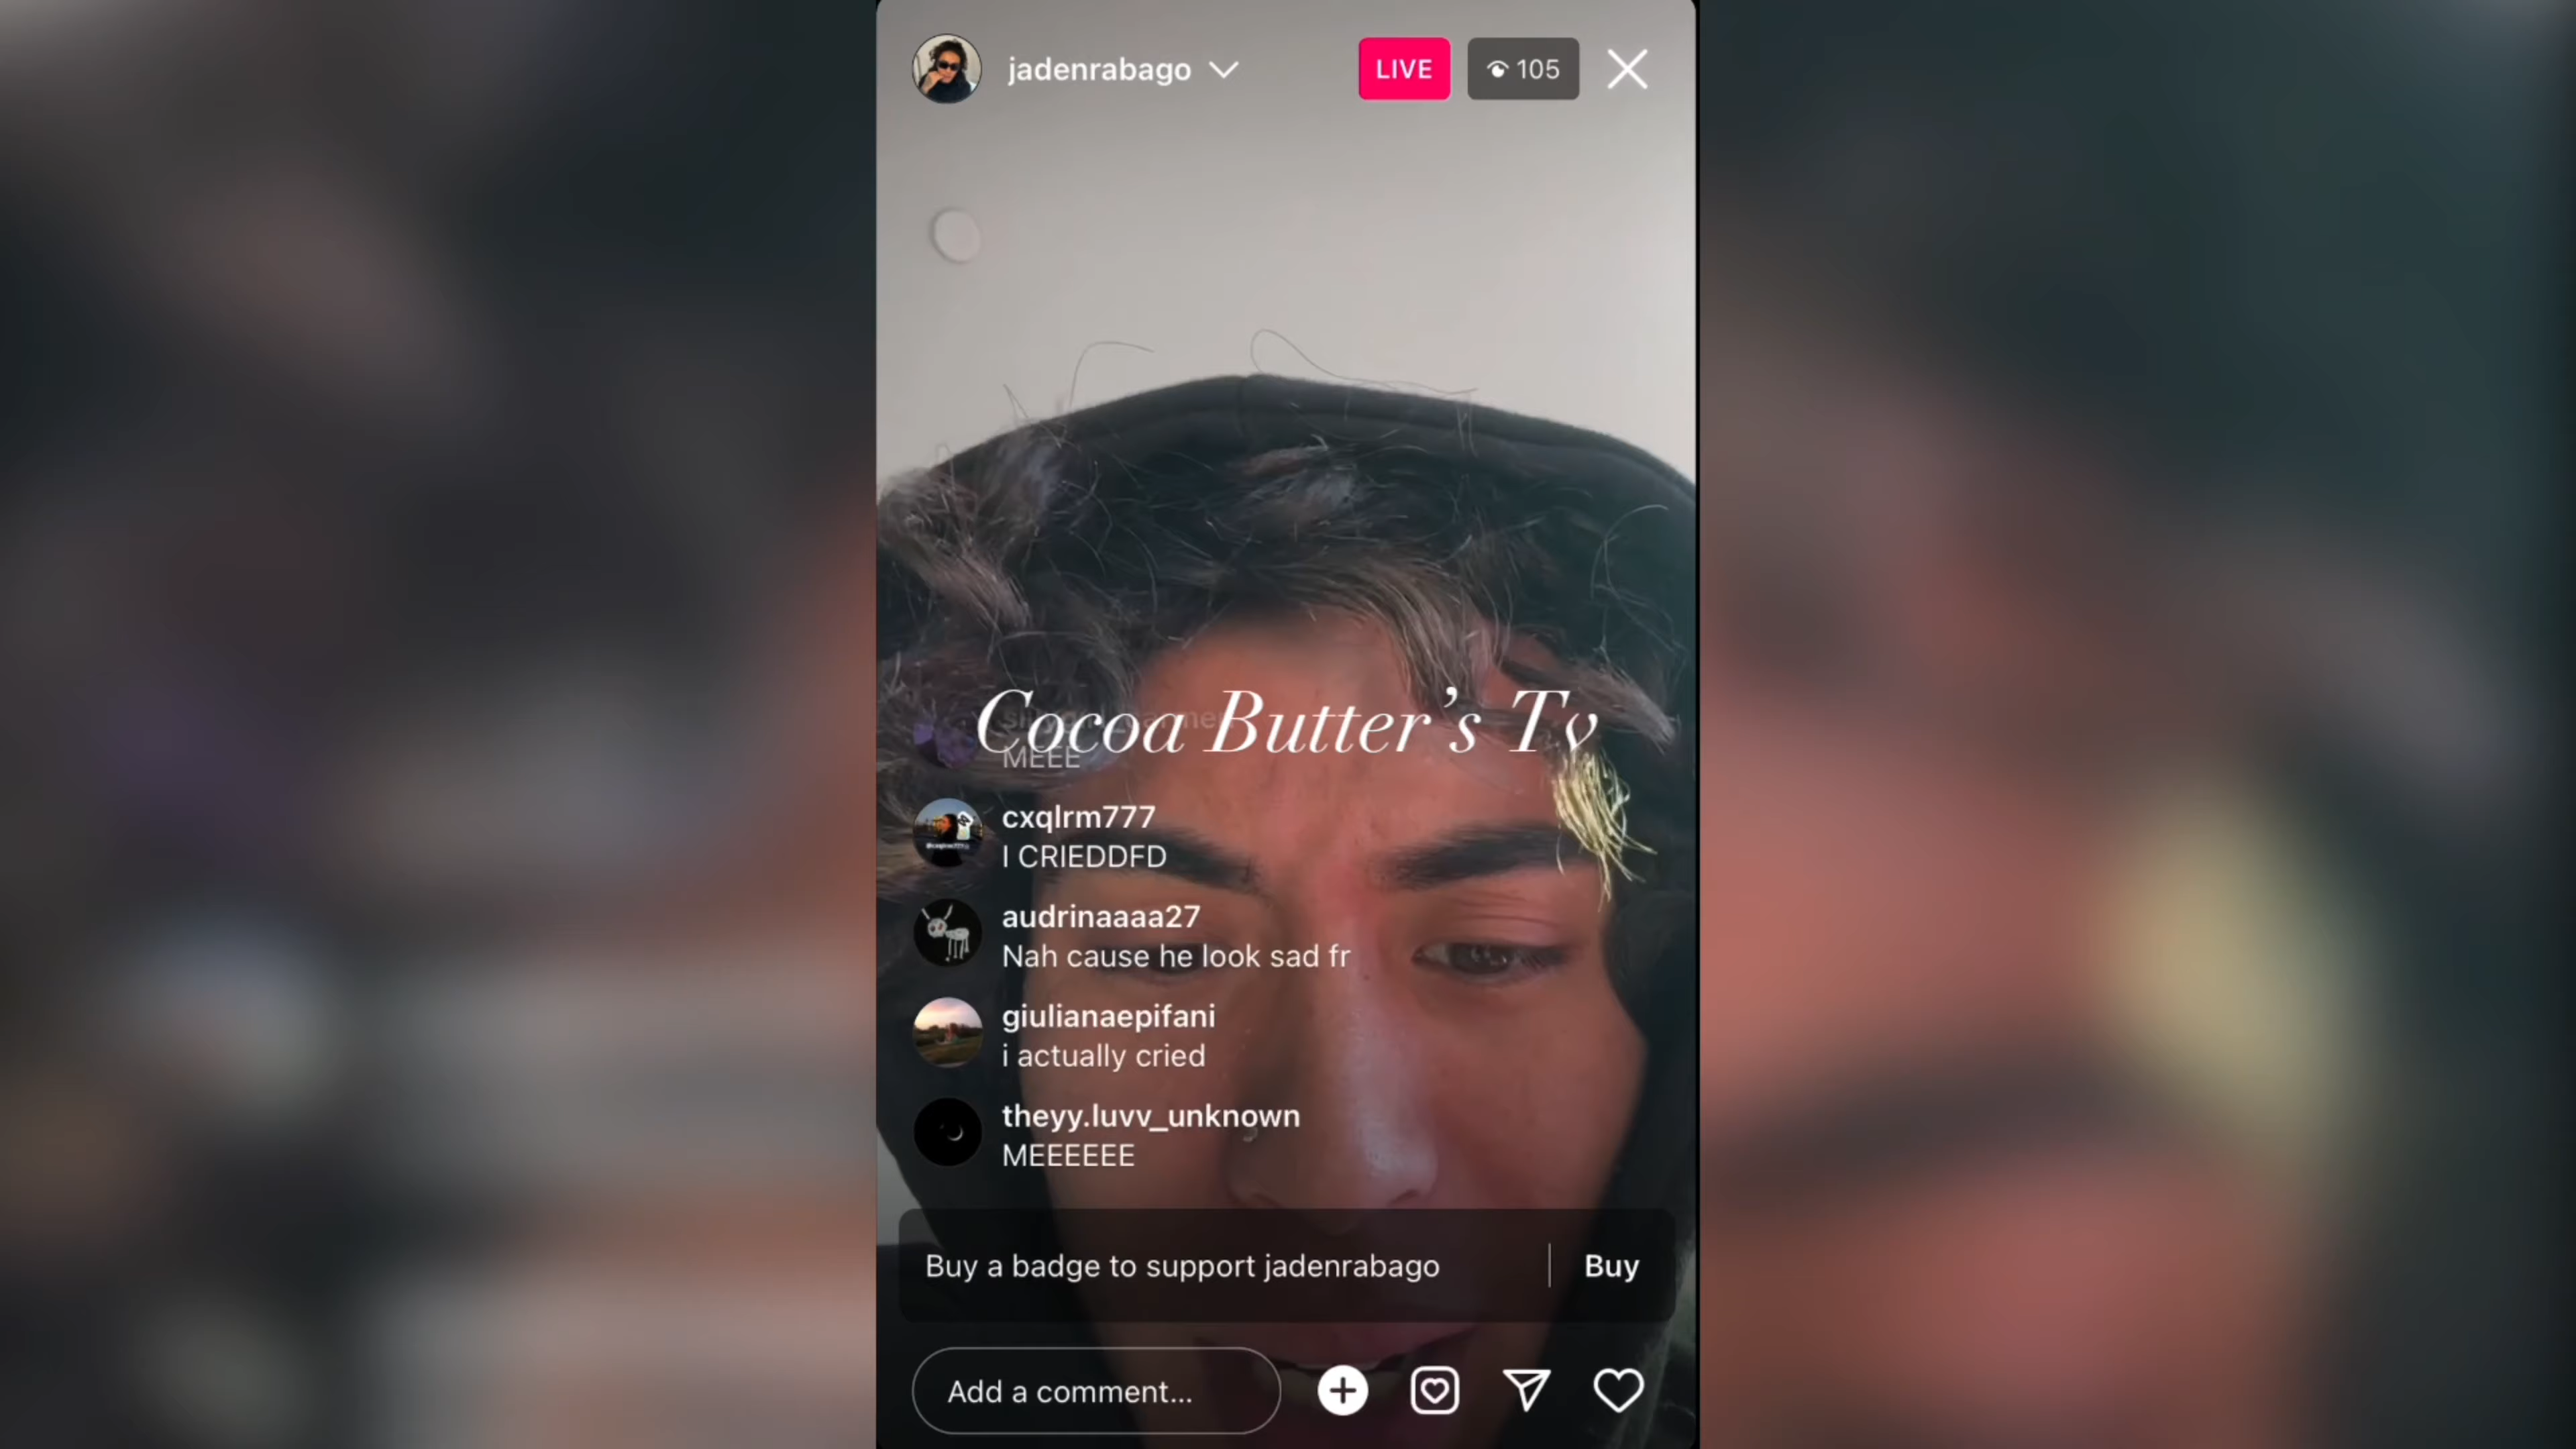 jadenrabago
LIVE
105
Cocoa Butter's Tv
MEEE
cxqlrm777
I CRIEDDFD
audrinaaaa27
Nah cause he look sad fr
giulianaepifani
i actually cried
theyy.luvv_unknown
MEEEEEE
Buy a badge to support jadenrabago
Buy
Add a comment...